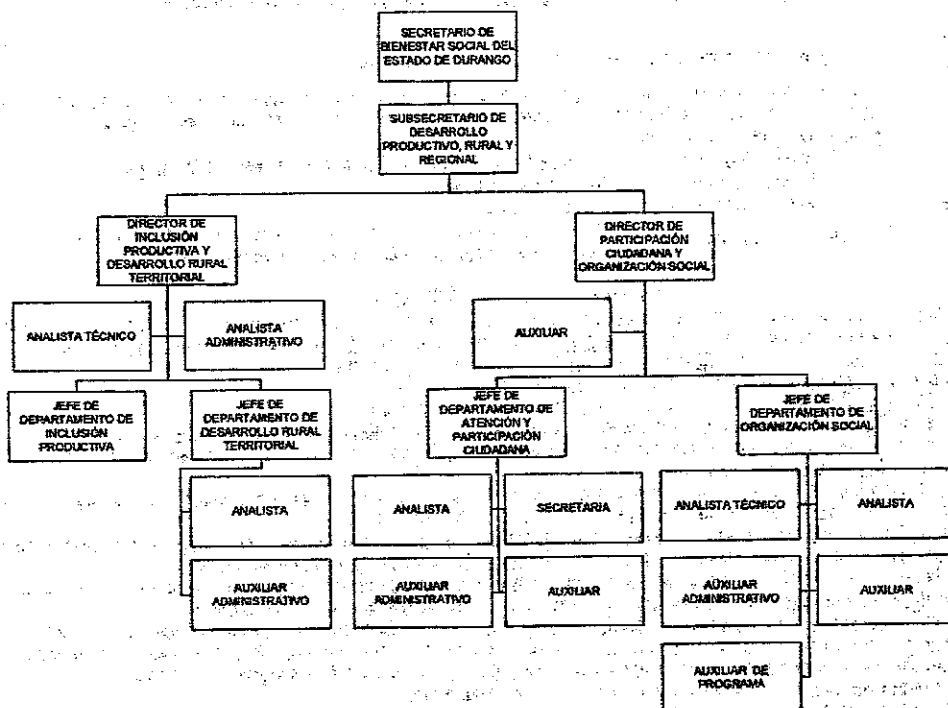 SECRETARIO DE
BIENESTAR SOCIAL DEL
ESTADO DE DURANGO
SUBSECRETARIO DE
DESARROLLO
PRODUCTIVO, RURAL Y
REGIONAL
DIRECTOR DE
INCLUSIÓN
PRODUCTIVA Y
DESARROLLO RURAL
TERRITORIAL
DIRECTOR DE
PARTICIPACIÓN
CIUDADANA Y
ORGANIZACIÓN SOCIAL
ANALISTA TÉCNICO
ANALISTA
ADMINISTRATIVO
AUXILIAR
JEFE DE
DEPARTAMENTO DE
INCLUSIÓN
PRODUCTIVA
JEFE DE
DEPARTAMENTO DE
DESARROLLO RURAL
TERRITORIAL
JEFE DE
DEPARTAMENTO DE
ATENCIÓN Y
PARTICIPACIÓN
CIUDADANA
JEFE DE
DEPARTAMENTO DE
ORGANIZACIÓN SOCIAL
ANALISTA
ANALISTA
SECRETARIA
ANALISTA TÉCNICO
ANALISTA
AUXILIAR
ADMINISTRATIVO
AUXILIAR
ADMINISTRATIVO
AUXILIAR
AUXILIAR
ADMINISTRATIVO
AUXILIAR
AUXILIAR DE
PROGRAMA